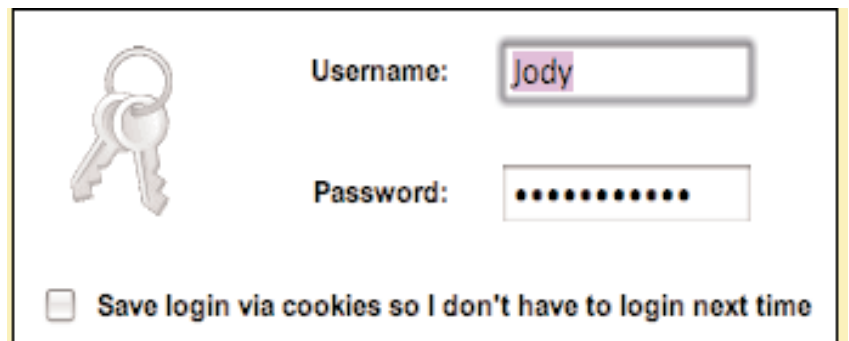 Username: Jody
Password: •••••••••••
Save login via cookies so I don't have to login next time